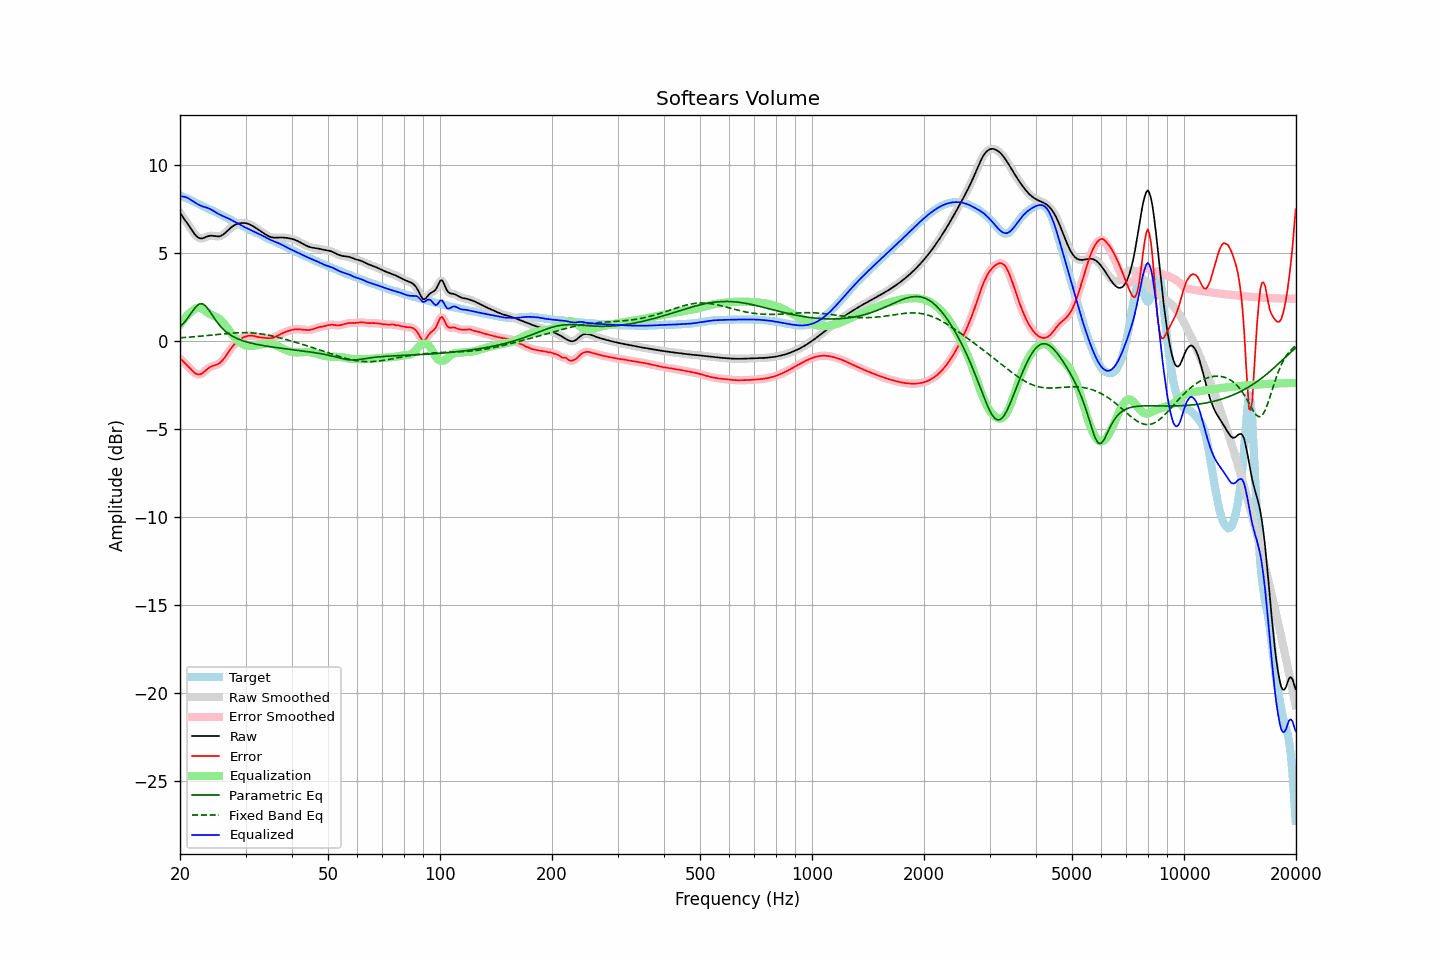 Softears Volume
Amplitude (dBr)
10
5
0
−5
−10
−15
−20
−25
Target
Raw Smoothed
Error Smoothed
Raw
Error
Equalization
Parametric Eq
Fixed Band Eq
Equalized
20 50 100 200 500 1000 2000 5000 10000 20000
Frequency (Hz)